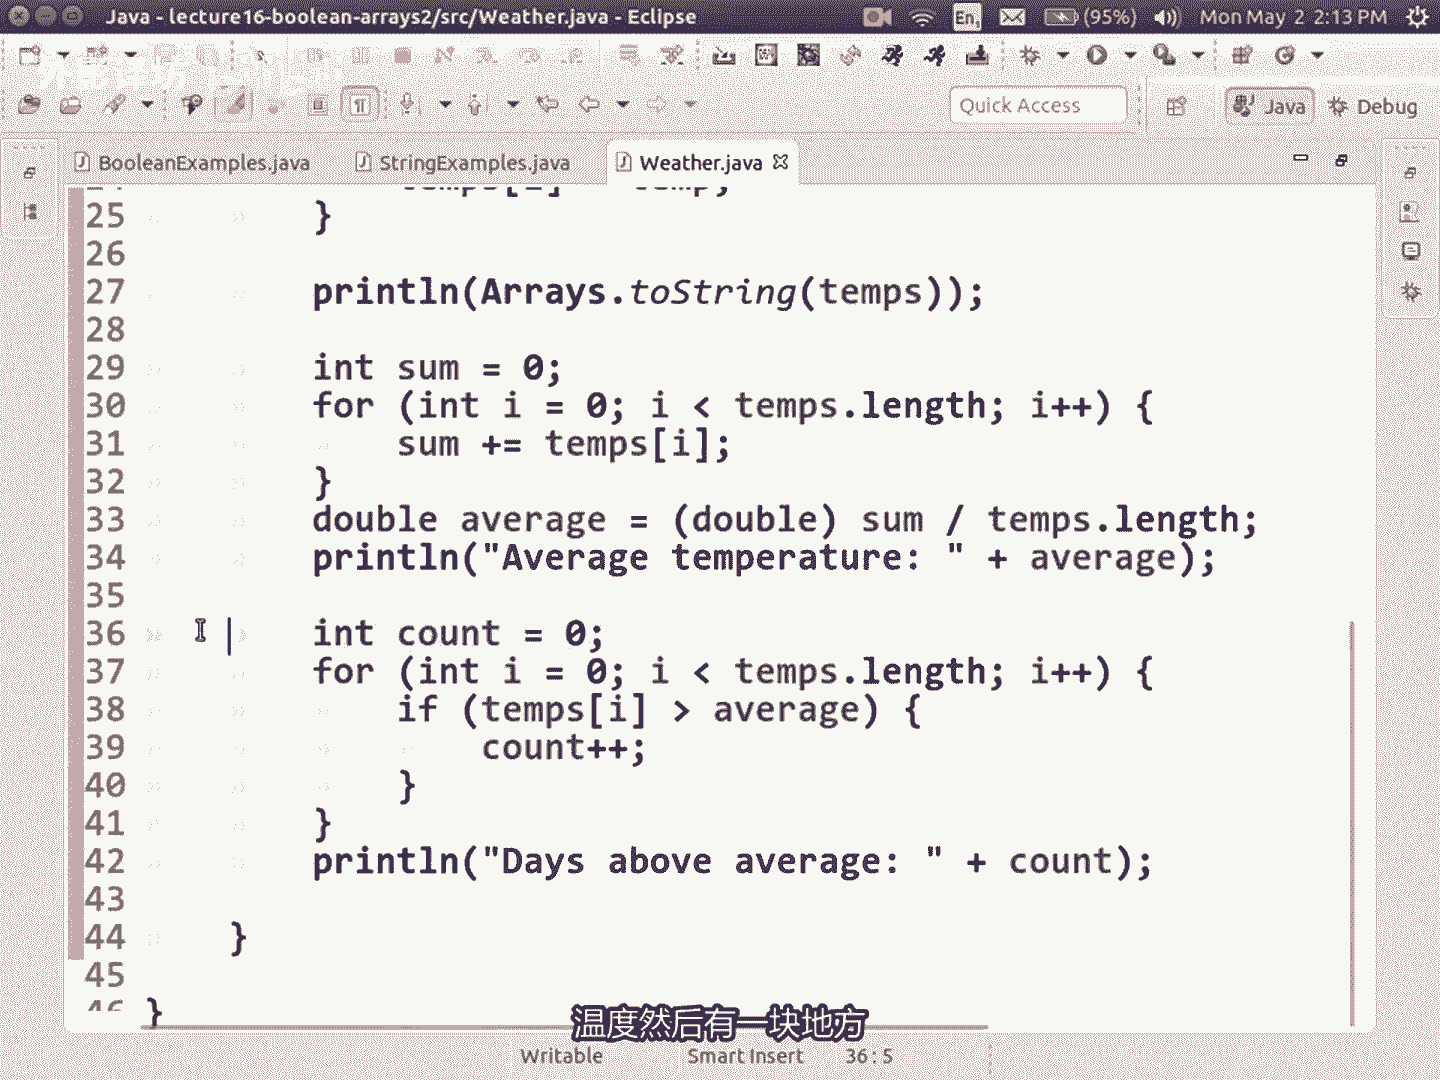 Java - lecture16-boolean-arrays2/src/Weather.java - Eclipse
En
(95%)
Mon May 2 2:13 PM
Quick Access
Java
Debug
BooleanExamples.java
StringExamples.java
Weather.java
25 }
26
27 println(Arrays.toString(temps));
28
29 int sum = 0;
30 for (int i = 0; i < temps.length; i++) {
31 sum += temps[i];
32 }
33 double average = (double) sum / temps.length;
34 println("Average temperature: " + average);
35
36 int count = 0;
37 for (int i = 0; i < temps.length; i++) {
38 if (temps[i] > average) {
39 count++;
40 }
41 }
42 println("Days above average: " + count);
43
44 }
45
46 }
温度然后有一块地方
Writable
Smart Insert
36 : 5